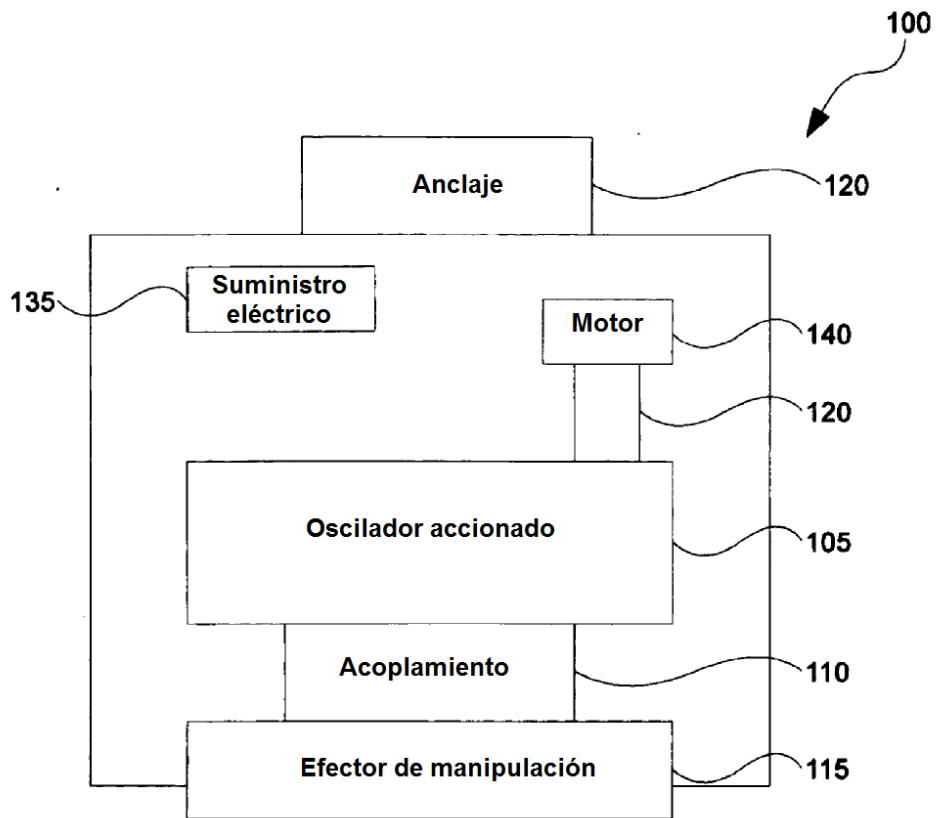 100
Anclaje
120
Suministro
eléctrico
135
Motor
140
120
Oscilador accionado
105
Acoplamiento
110
Efector de manipulación
115